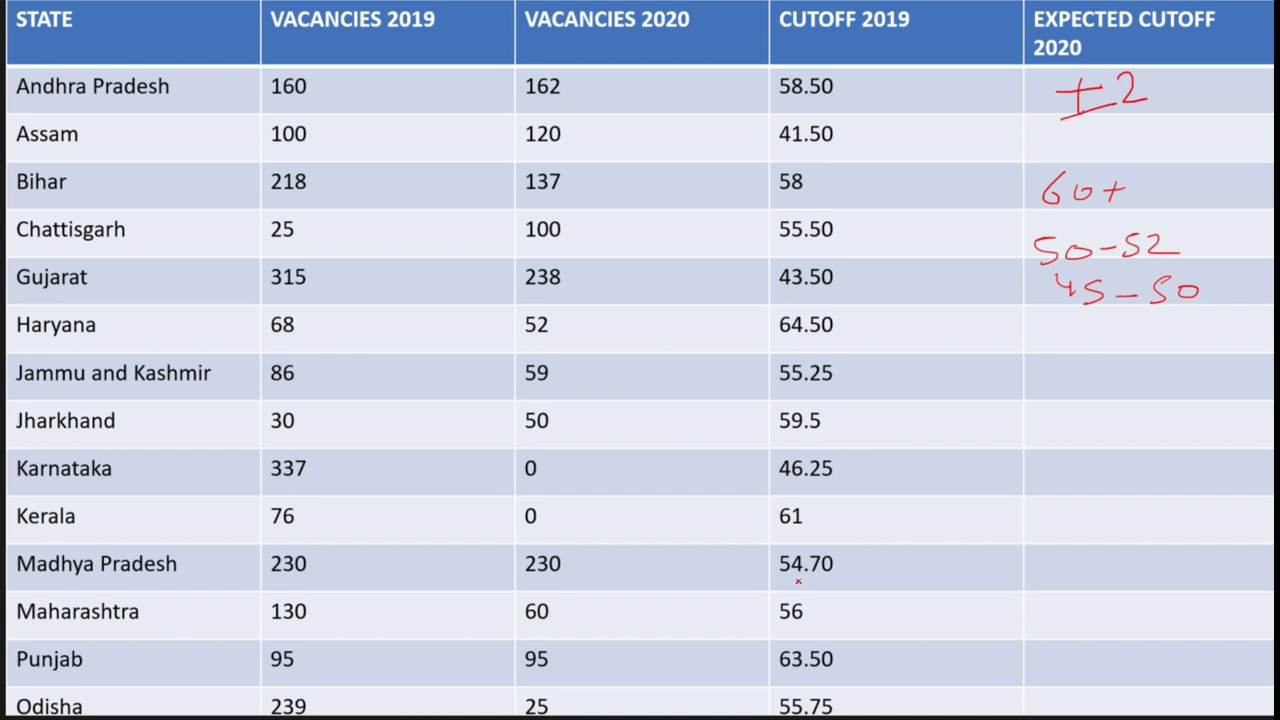 STATE VACANCIES 2019 VACANCIES 2020 CUTOFF 2019 EXPECTED CUTOFF
2020
Andhra Pradesh 160 162 58.50 ±2
Assam 100 120 41.50
Bihar 218 137 58 60+
Chattisgarh 25 100 55.50 50-52
Gujarat 315 238 43.50 45-50
Haryana 68 52 64.50
Jammu and Kashmir 86 59 55.25
Jharkhand 30 50 59.5
Karnataka 337 0 46.25
Kerala 76 0 61
Madhya Pradesh 230 230 54.70
Maharashtra 130 60 56
Punjab 95 95 63.50
Odisha 239 25 55.75